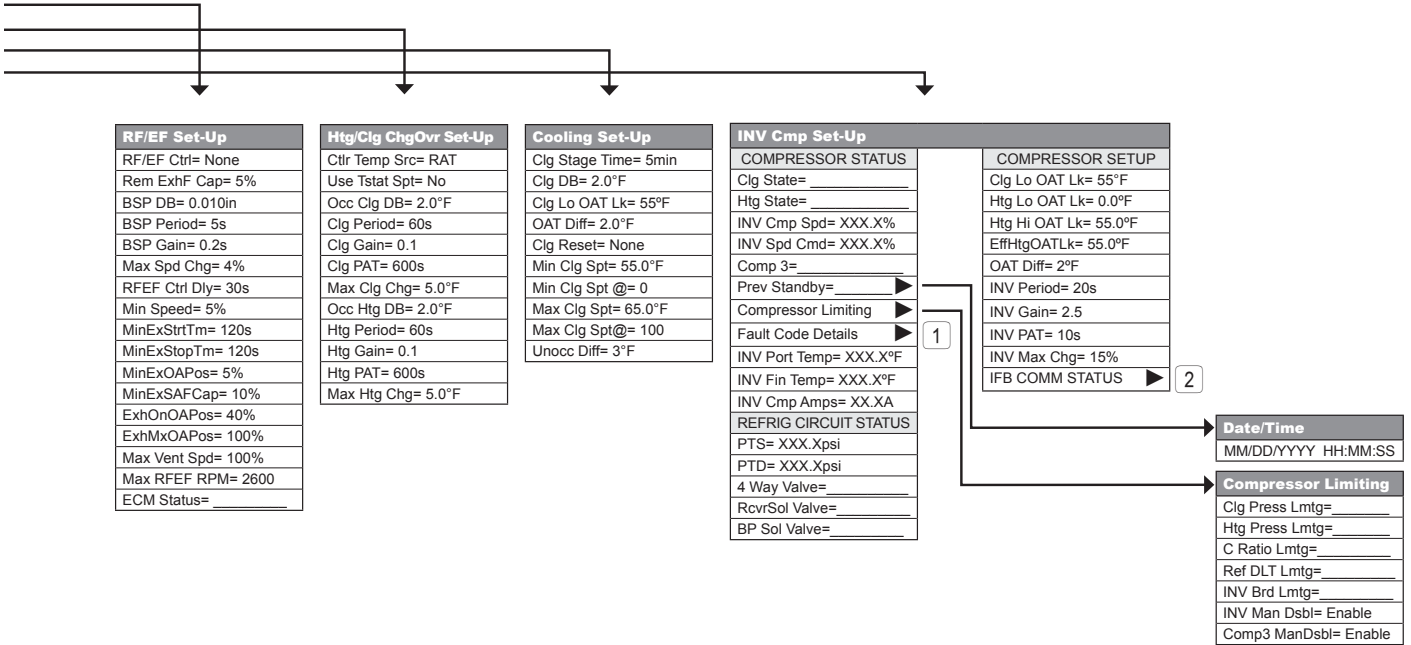 RF/EF Set-Up
RF/EF Ctrl= None
Rem ExhF Cap= 5%
BSP DB= 0.010in
BSP Period= 5s
BSP Gain= 0.2s
Max Spd Chg= 4%
RFEF Ctrl Dly= 30s
Min Speed= 5%
MinExStrtTm= 120s
MinExStopTm= 120s
MinExOAPos= 5%
MinExSAFCap= 10%
ExhOnOAPos= 40%
ExhMxOAPos= 100%
Max Vent Spd= 100%
Max RFEF RPM= 2600
ECM Status= __________
Htg/Clg ChgOvr Set-Up
Ctlr Temp Src= RAT
Use Tstat Spt= No
Occ Clg DB= 2.0°F
Clg Period= 60s
Clg Gain= 0.1
Clg PAT= 600s
Max Clg Chg= 5.0°F
Occ Htg DB= 2.0°F
Htg Period= 60s
Htg Gain= 0.1
Htg PAT= 600s
Max Htg Chg= 5.0°F
Cooling Set-Up
Clg Stage Time= 5min
Clg DB= 2.0°F
Clg Lo OAT Lk= 55ºF
OAT Diff= 2.0°F
Clg Reset= None
Min Clg Spt= 55.0°F
Min Clg Spt @= 0
Max Clg Spt= 65.0°F
Max Clg Spt@= 100
Unocc Diff= 3°F
INV Cmp Set-Up
COMPRESSOR STATUS
Clg State= _____________
Htg State= _____________
INV Cmp Spd= XXX.X%
INV Spd Cmd= XXX.X%
Comp 3=______________
Prev Standby=________
Compressor Limiting
Fault Code Details
1
INV Port Temp= XXX.XºF
INV Fin Temp= XXX.XºF
INV Cmp Amps= XX.XA
REFRIG CIRCUIT STATUS
PTS= XXX.Xpsi
PTD= XXX.Xpsi
4 Way Valve=___________
RcvrSol Valve=__________
BP Sol Valve=__________
COMPRESSOR SETUP
Clg Lo OAT Lk= 55°F
Htg Lo OAT Lk= 0.0ºF
Htg Hi OAT Lk= 55.0ºF
EffHtgOATLk= 55.0ºF
OAT Diff= 2ºF
INV Period= 20s
INV Gain= 2.5
INV PAT= 10s
INV Max Chg= 15%
IFB COMM STATUS
2
Date/Time
MM/DD/YYYY HH:MM:SS
Compressor Limiting
Clg Press Lmtg=_______
Htg Press Lmtg=_______
C Ratio Lmtg=__________
Ref DLT Lmtg=__________
INV Brd Lmtg=__________
INV Man Dsbl= Enable
Comp3 ManDsbl= Enable